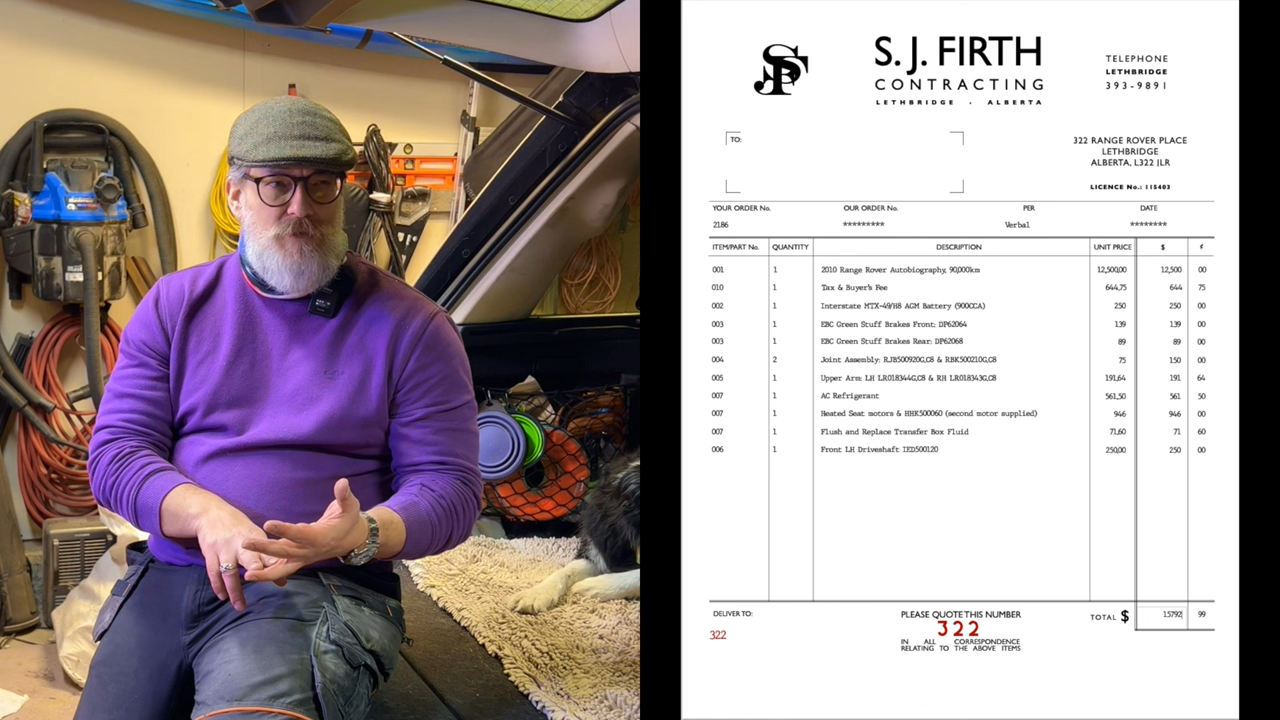 S. J. FIRTH
CONTRACTING
LETHBRIDGE . ALBERTA
TELEPHONE
LETHBRIDGE
393-9891
TO:
322 RANGE ROVER PLACE
LETHBRIDGE
ALBERTA, L322 JLR
LICENCE No.: 115403
YOUR ORDER No. OUR ORDER No. PER DATE
2186 ********* Verbal ********
ITEM/PART No. QUANTITY DESCRIPTION UNIT PRICE $ ¢
001 1 2010 Range Rover Autobiography, 90,000km 12,500,00 12,500 00
010 1 Tax & Buyer's Fee 644,75 644 75
002 1 Interstate MTX-49/H8 AGM Battery (900CCA) 250 250 00
003 1 EBC Green Stuff Brakes Front: DP62064 139 139 00
003 1 EBC Green Stuff Brakes Rear: DP62068 89 89 00
004 2 Joint Assembly: RJB500920G,C8 & RBK500210G,C8 75 150 00
005 1 Upper Arm: LH LR018344G,C8 & RH LR018343G,C8 191,64 191 64
007 1 AC Refrigerant 561,50 561 50
007 1 Heated Seat motors & HHK500060 (second motor supplied) 946 946 00
007 1 Flush and Replace Transfer Box Fluid 71,60 71 60
006 1 Front LH Driveshaft IED500120 250,00 250 00
DELIVER TO: PLEASE QUOTE THIS NUMBER TOTAL $ 15792 99
322
322
IN ALL CORRESPONDENCE
RELATING TO THE ABOVE ITEMS